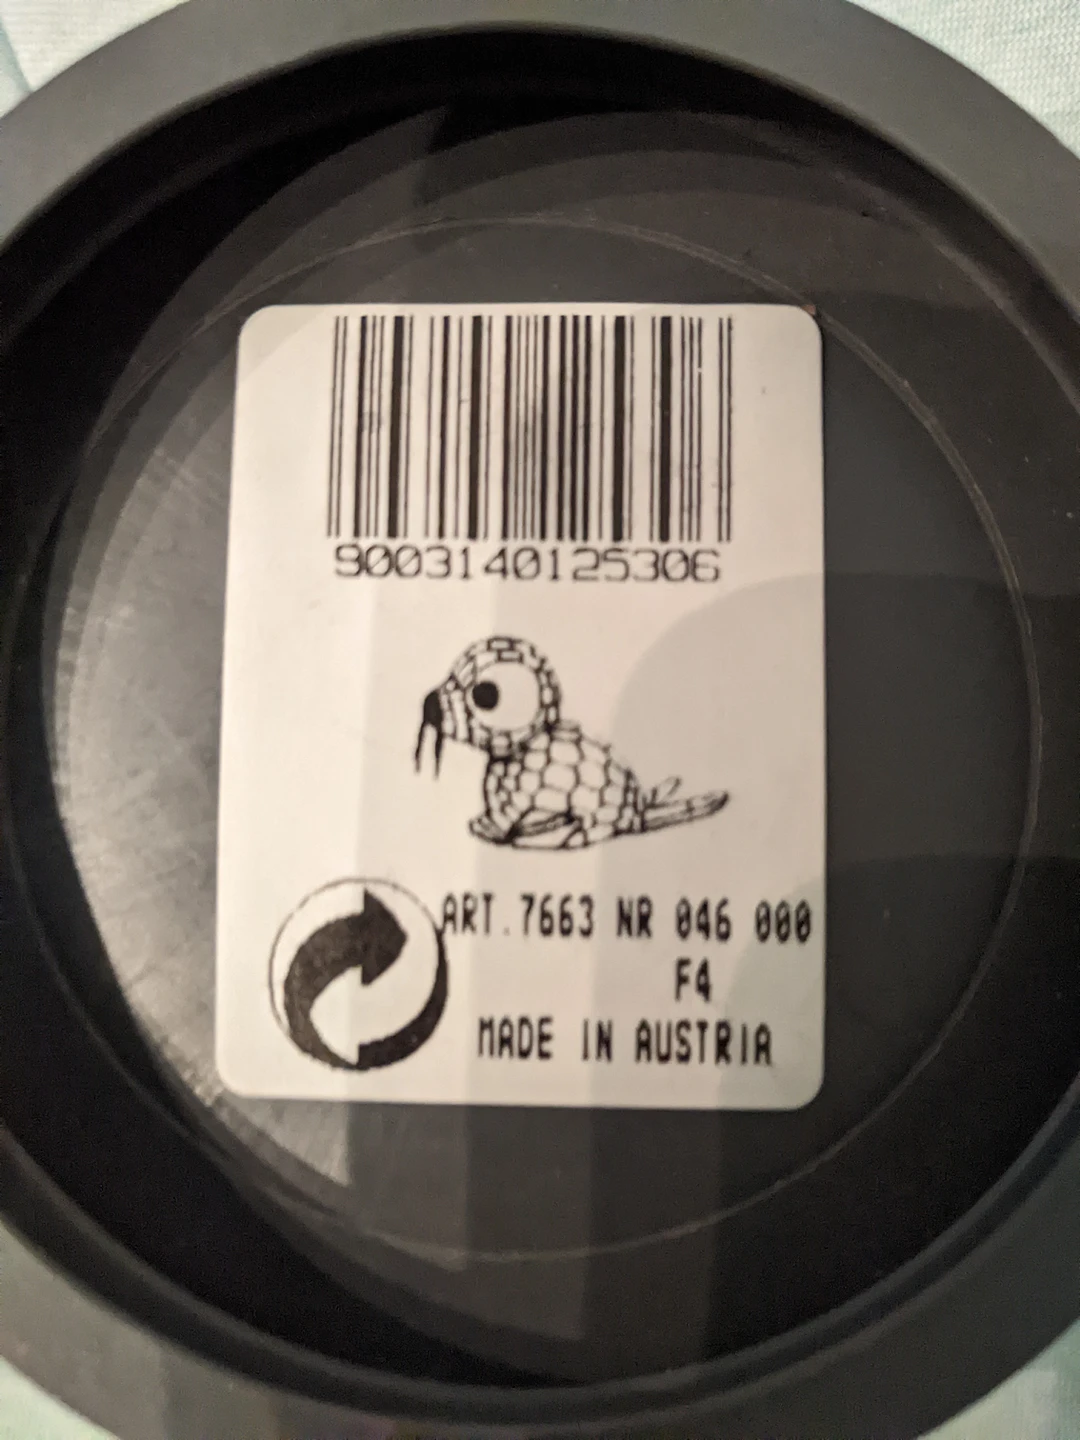 9003140125306
ART.7663 NR 046 000
F4
MADE IN AUSTRIA